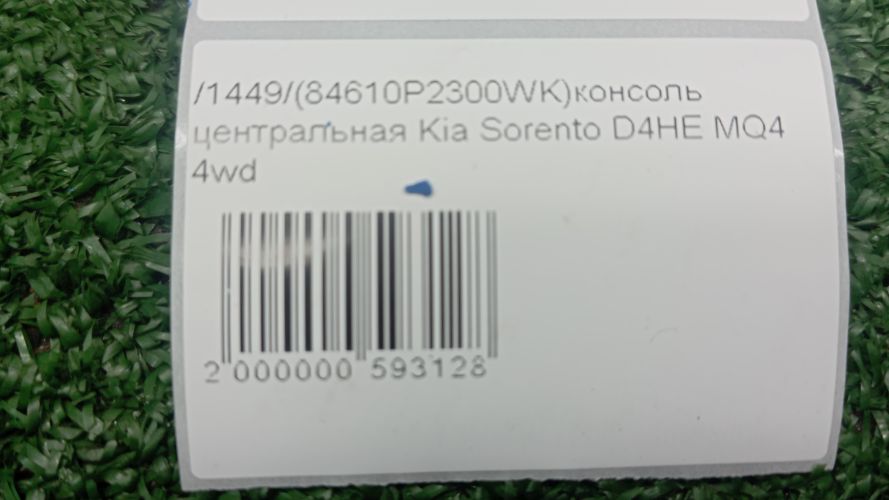 /1449/(84610P2300WK)консоль
центральная Kia Sorento D4HE MQ4
4wd
2 000000 593128